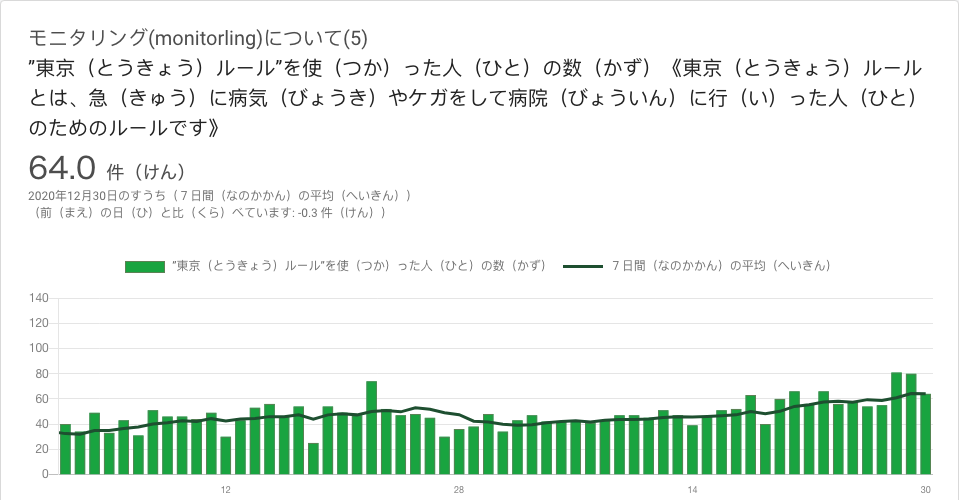 モニタリング(monitorling)について(5)
”東京（とうきょう）ルール”を使（つか）った人（ひと）の数（かず）《東京（とうきょう）ルール
とは、急（きゅう）に病気（びょうき）やケガをして病院（びょういん）に行（い）った人（ひと）
のためのルールです》
64.0 件（けん）
2020年12月30日のすうち（７日間（なのかかん）の平均（へいきん））
（前（まえ）の日（ひ）と比（くら）べています: -0.3 件（けん））
”東京（とうきょう）ルール”を使（つか）った人（ひと）の数（かず） ７日間（なのかかん）の平均（へいきん）
140
120
100
80
60
40
20
0
12 28 14 30